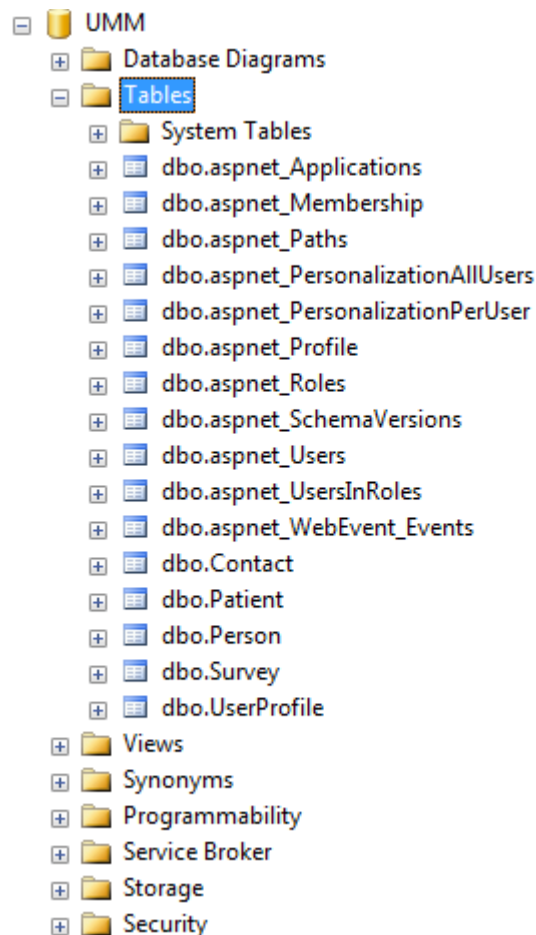 UMM
Database Diagrams
Tables
System Tables
dbo.aspnet_Applications
dbo.aspnet_Membership
dbo.aspnet_Paths
dbo.aspnet_PersonalizationAllUsers
dbo.aspnet_PersonalizationPerUser
dbo.aspnet_Profile
dbo.aspnet_Roles
dbo.aspnet_SchemaVersions
dbo.aspnet_Users
dbo.aspnet_UsersInRoles
dbo.aspnet_WebEvent_Events
dbo.Contact
dbo.Patient
dbo.Person
dbo.Survey
dbo.UserProfile
Views
Synonyms
Programmability
Service Broker
Storage
Security